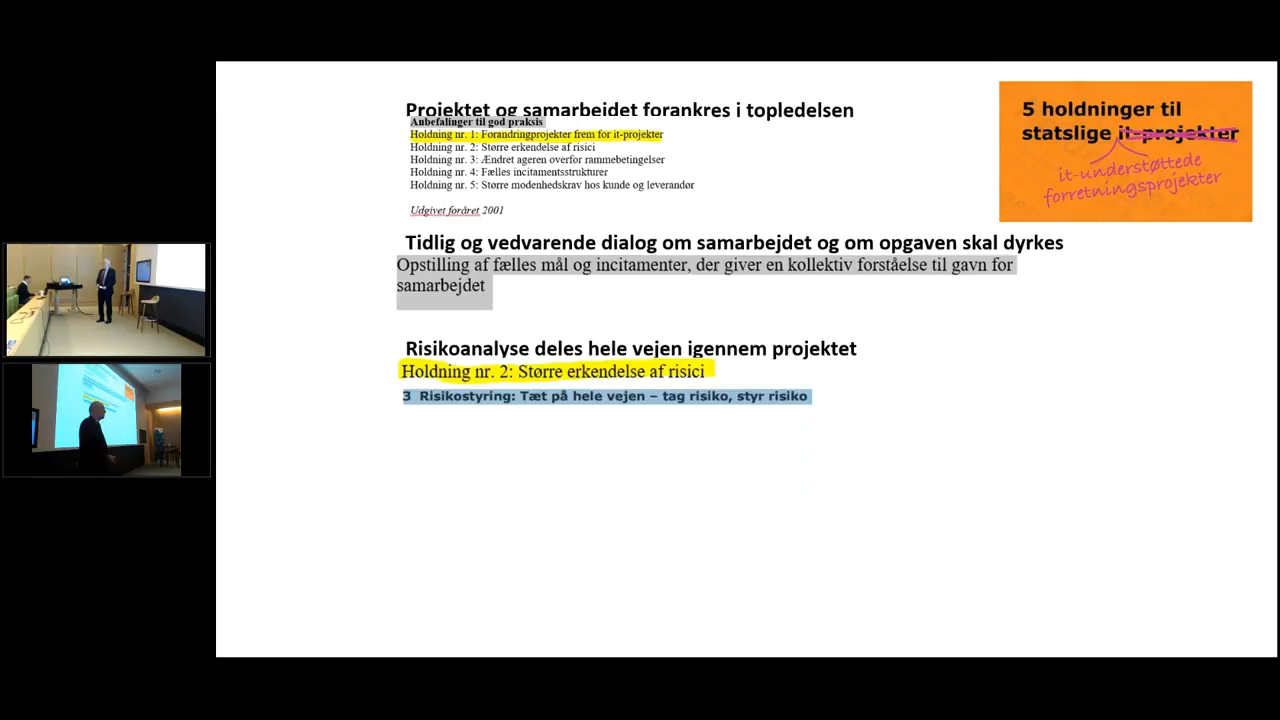 Projektet og samarbejdet forankres i topledelsen
Anbefalinger til god praksis
Holdning nr. 1: Forandringprojekter frem for it-projekter
Holdning nr. 2: Større erkendelse af risici
Holdning nr. 3: Ændret ageren overfor rammebetingelser
Holdning nr. 4: Fælles incitamentsstrukturer
Holdning nr. 5: Større modenhedskrav hos kunde og leverandør
Udgivet foråret 2001
5 holdninger til
statslige it-projekter
it-understøttede
forretningsprojekter
Tidlig og vedvarende dialog om samarbejdet og om opgaven skal dyrkes
Opstilling af fælles mål og incitamenter, der giver en kollektiv forståelse til gavn for
samarbejdet
Risikoanalyse deles hele vejen igennem projektet
Holdning nr. 2: Større erkendelse af risici
3 Risikostyring: Tæt på hele vejen – tag risiko, styr risiko